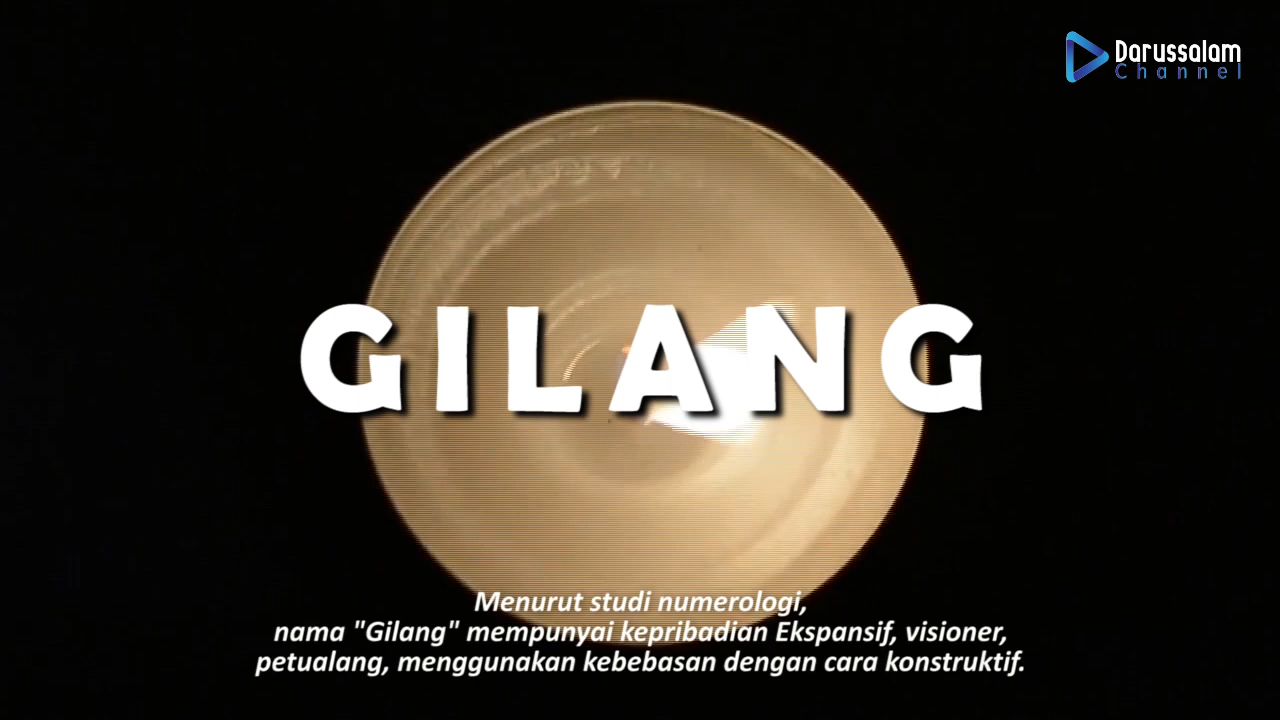 Darussalam
Channel
GILANG
Menurut studi numerologi,
nama "Gilang" mempunyai kepribadian Ekspansif, visioner,
petualang, menggunakan kebebasan dengan cara konstruktif.